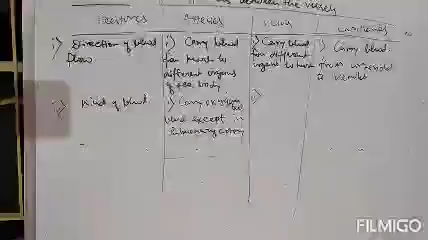 between the vessels
Features Arteries Veins Capillaries
i) Direction of blood flow
i) Carry blood from heart to different organs of the body
i) Carry blood from different organs to heart
i) Carry blood from arteriole to venules
ii) Kind of blood
ii) Carry oxygenated blood except in pulmonary artery
ii)
FILMIGO